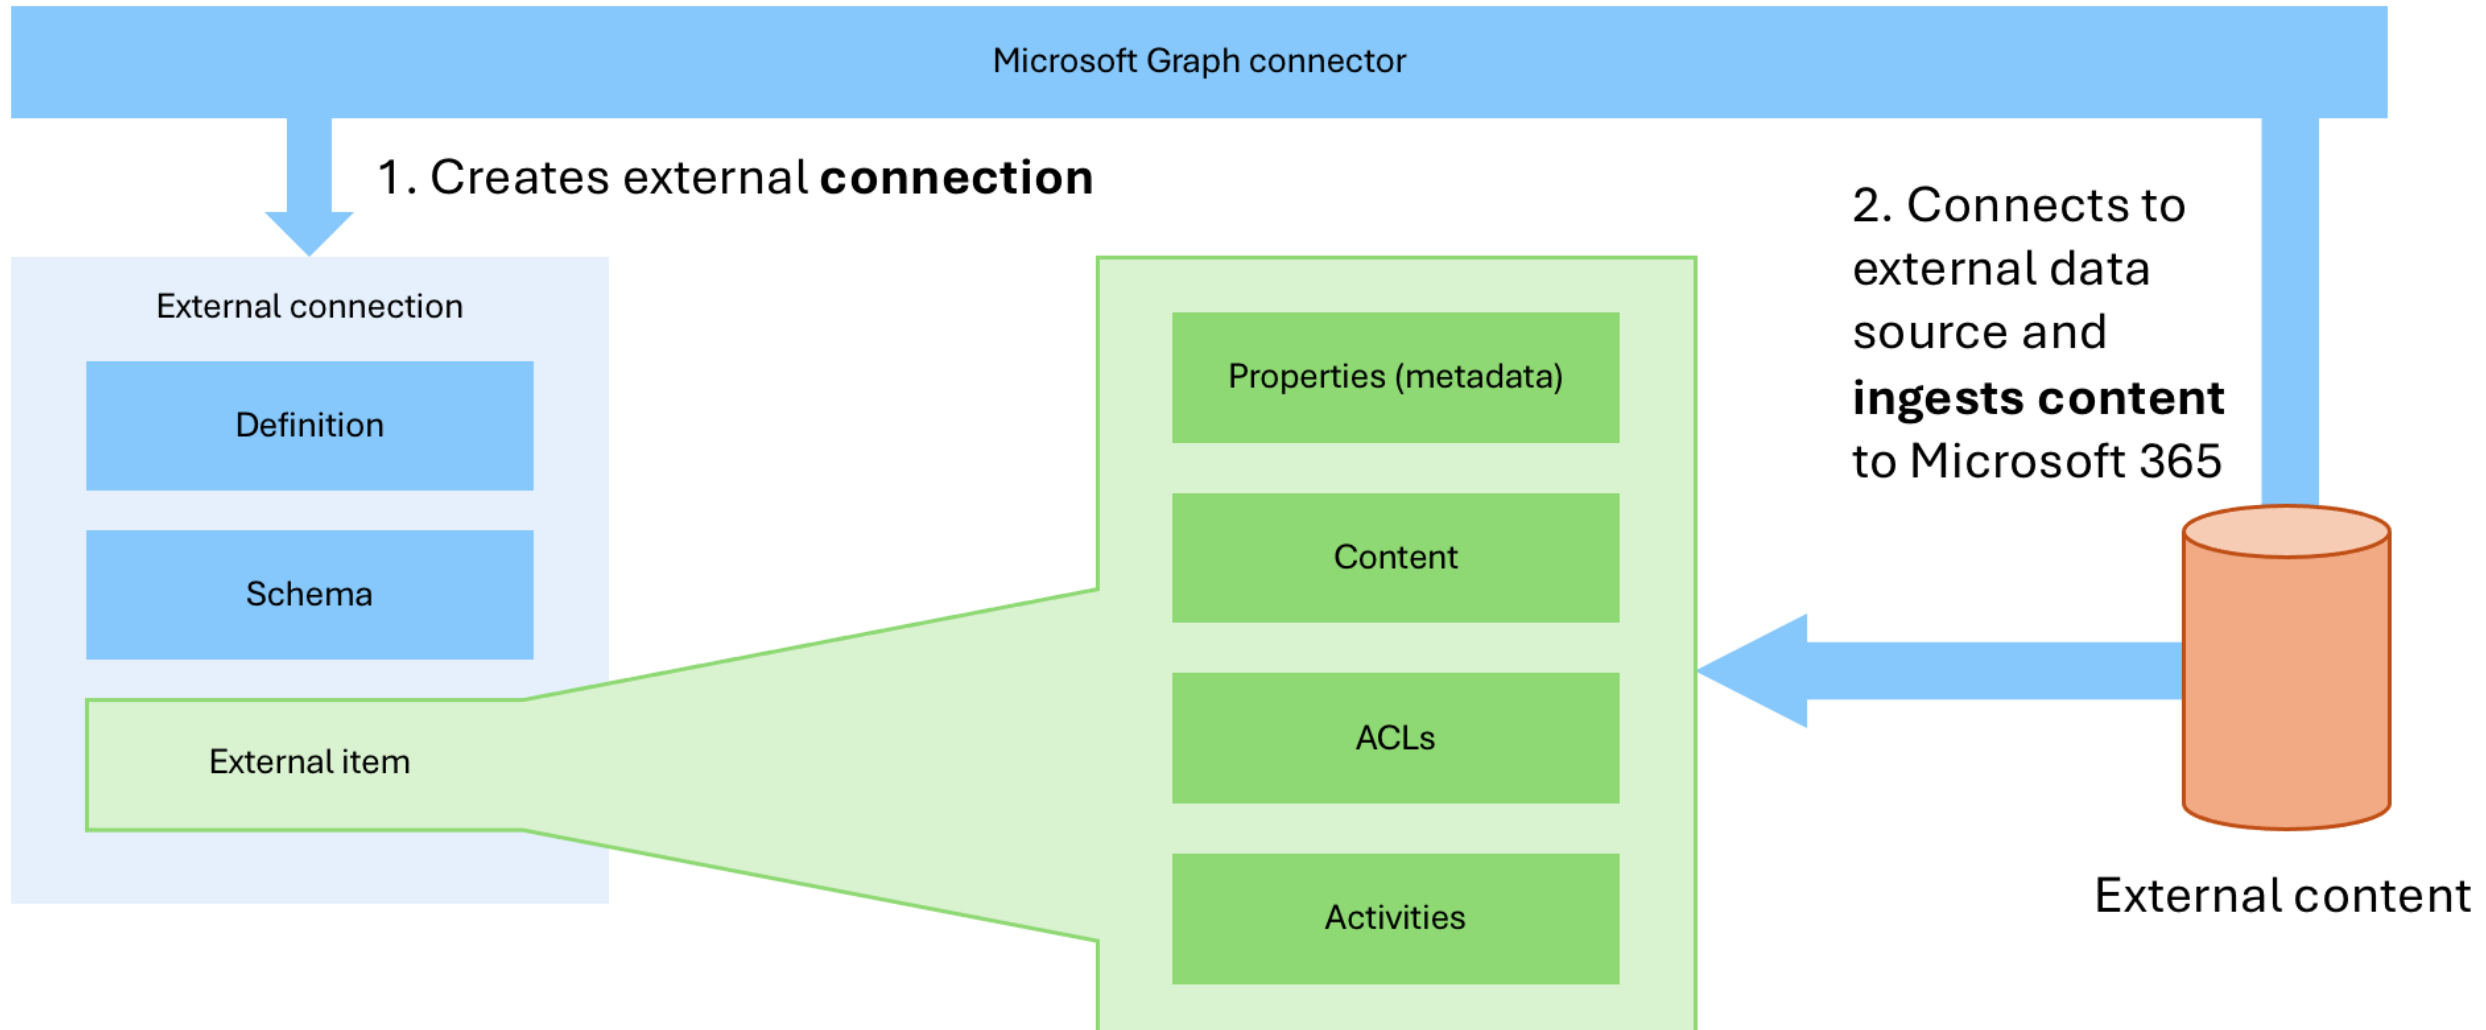 Microsoft Graph connector
1. Creates external connection
2. Connects to
external data
source and
ingests content
to Microsoft 365
External connection
Definition
Schema
External item
Properties (metadata)
Content
ACLs
Activities
External content